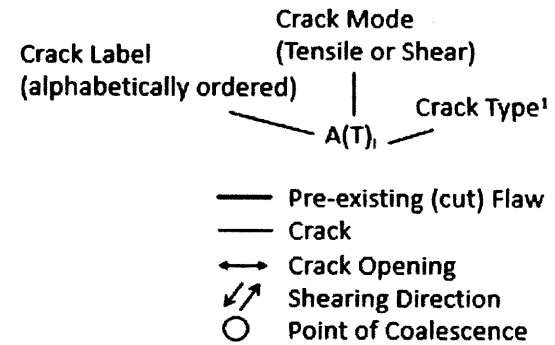 Crack Mode
(Tensile or Shear)
Crack Label
(alphabetically ordered)
Crack Type¹
A(T)ᵢ
Pre-existing (cut) Flaw
Crack
Crack Opening
Shearing Direction
Point of Coalescence